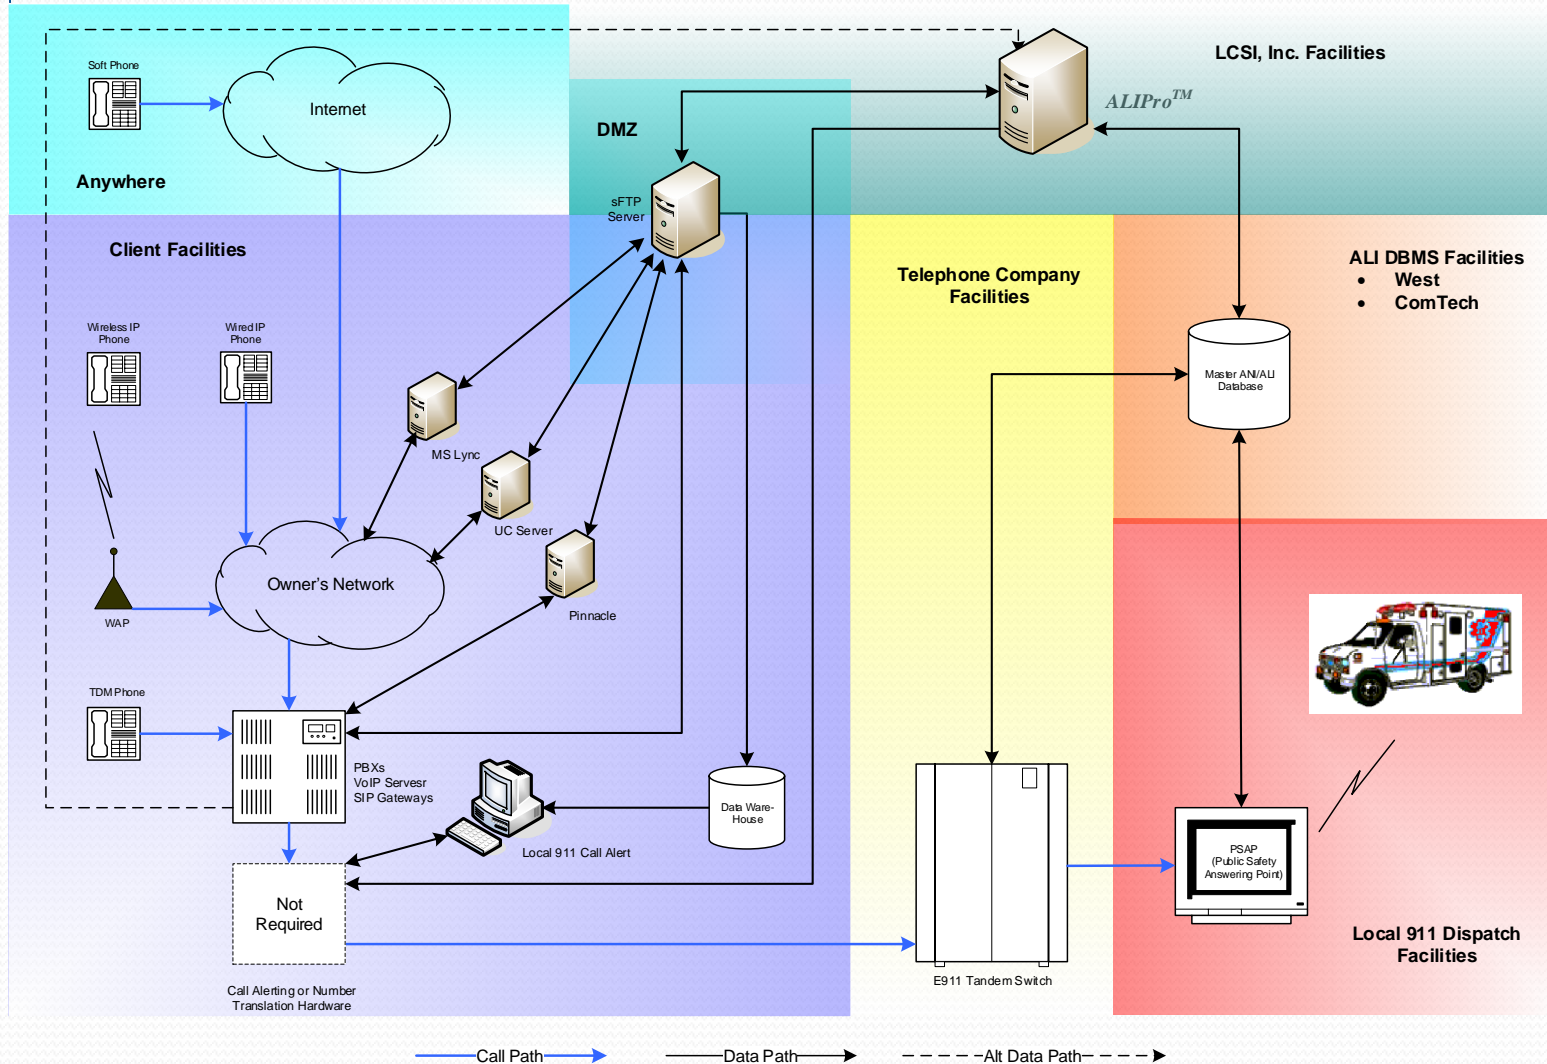 LCSI, Inc. Facilities
Soft Phone
Internet
ALIPro™
DMZ
Anywhere
sFTP
Server
Client Facilities
ALI DBMS Facilities
• West
• ComTech
Telephone Company
Facilities
Wireless IP
Phone
Wired IP
Phone
Master ANI/ALI
Database
MS Lync
UC Server
Owner's Network
Pinnacle
WAP
TDM Phone
PBXs
VoIP Servesr
SIP Gateways
Data Ware-
House
Local 911 Call Alert
PSAP
(Public Safety
Answering Point)
Not
Required
Local 911 Dispatch
Facilities
E911 Tandem Switch
Call Alerting or Number
Translation Hardware
Call Path
Data Path
Alt Data Path